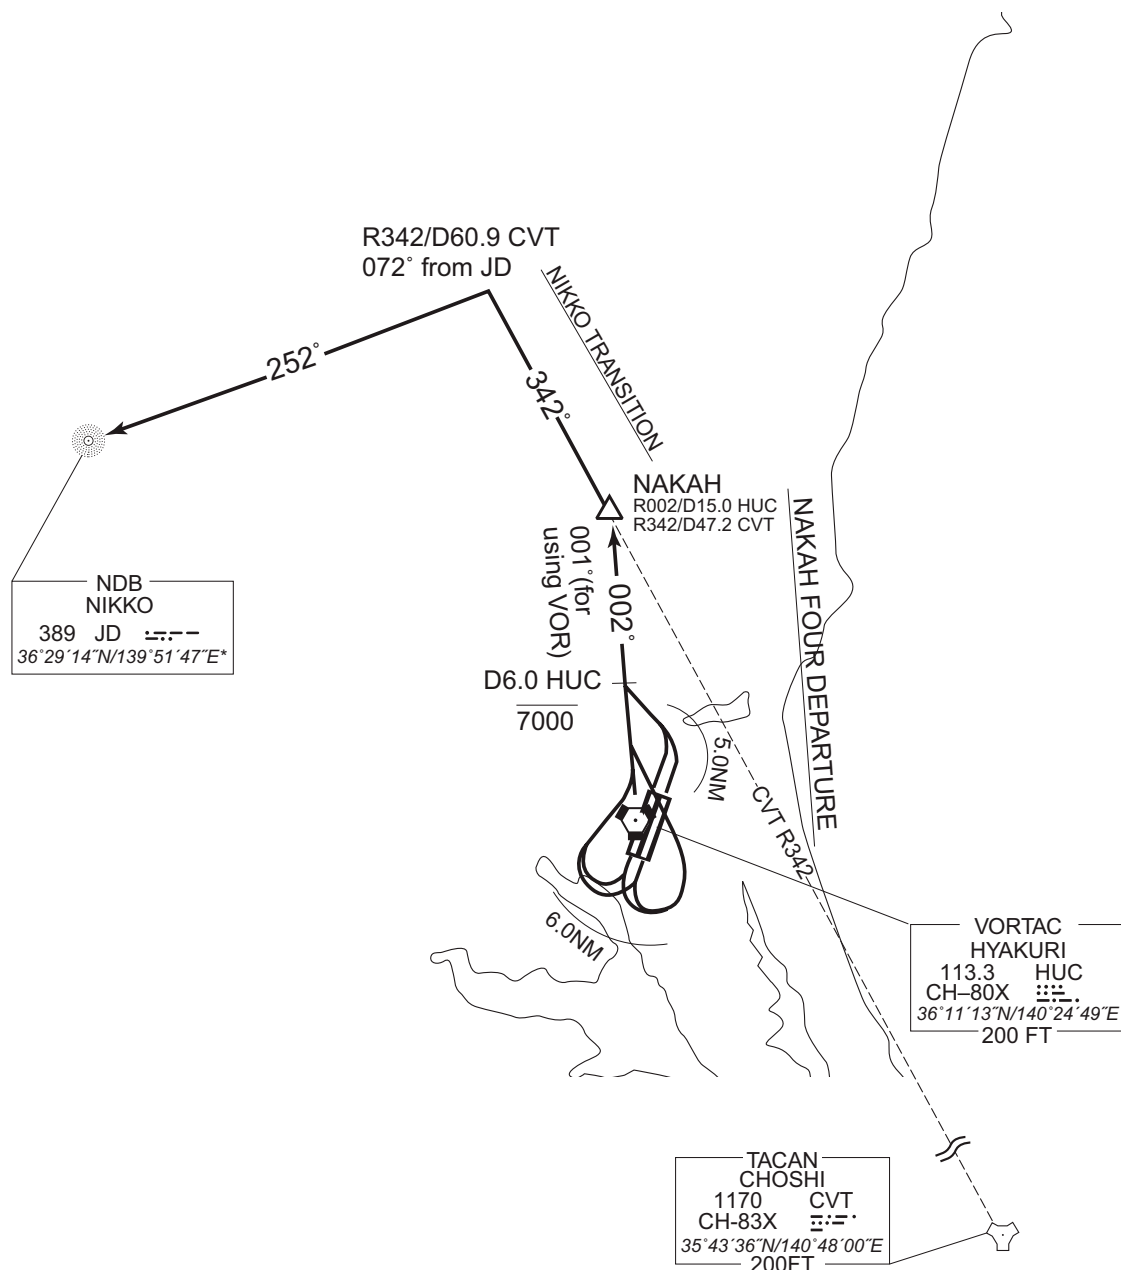 R342/D60.9 CVT
072˚ from JD
NIKKO TRANSITION
252˚
342˚
NAKAH
R002/D15.0 HUC
R342/D47.2 CVT
001˚(for
using VOR)
002˚
NAKAH FOUR DEPARTURE
NDB
NIKKO
389 JD
36˚29´14˝N/139˚51´47˝E*
D6.0 HUC
7000
5.0NM
CVT R342
6.0NM
VORTAC
HYAKURI
113.3 HUC
CH–80X
36˚11´13˝N/140˚24´49˝E
200 FT
TACAN
CHOSHI
1170 CVT
CH-83X
35˚43´36˝N/140˚48´00˝E
200FT